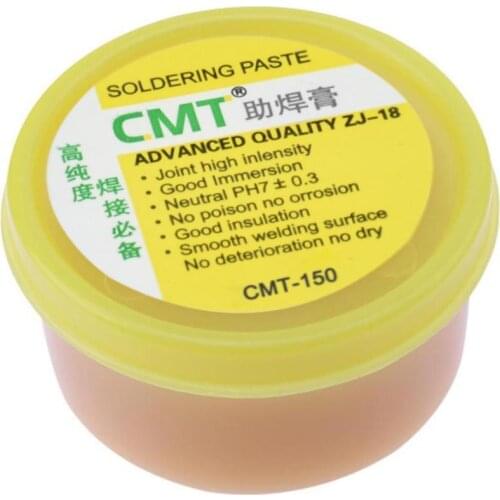 SOLDERING PASTE
CMT® 助焊膏
ADVANCED QUALITY ZJ-18
• Joint high inlensity
• Good Immersion
• Neutral PH7 ± 0.3
• No poison no orrosion
• Good insulation
• Smooth welding surface
No deterioration no dry
CMT-150
高纯度
焊接必备